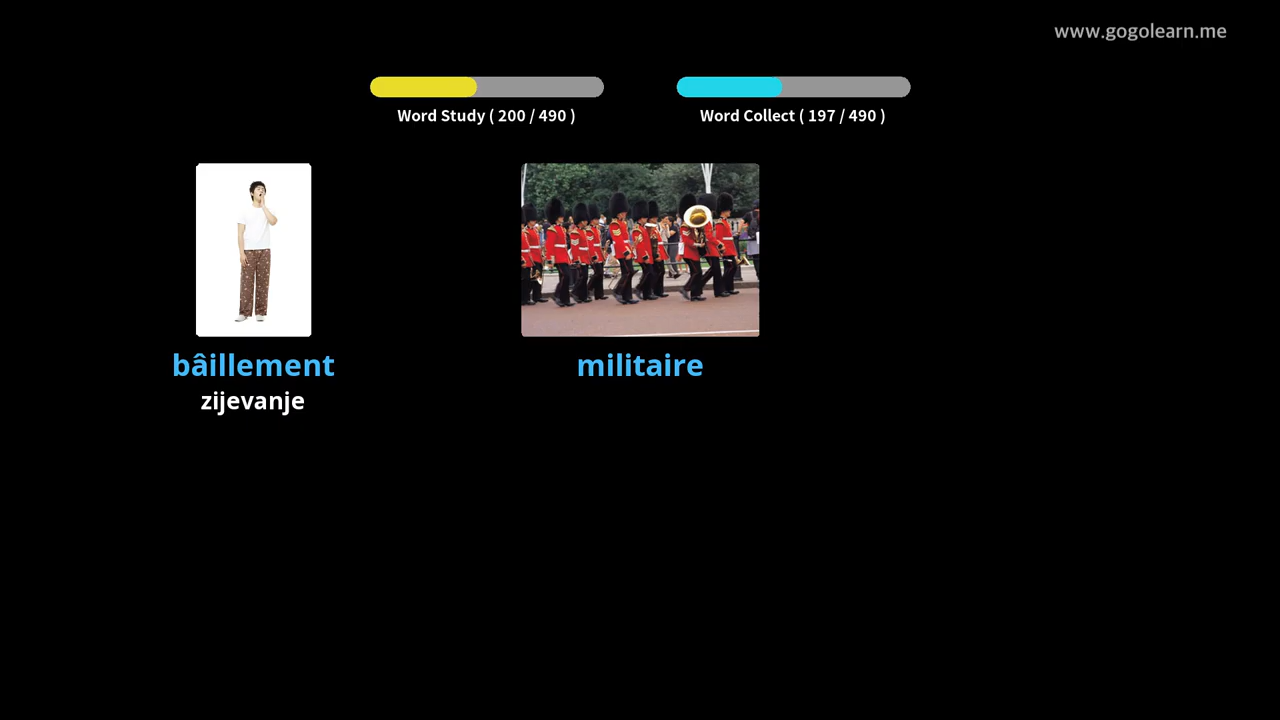 www.gogolearn.me
Word Study ( 200 / 490 )
Word Collect ( 197 / 490 )
bâillement
zijevanje
militaire